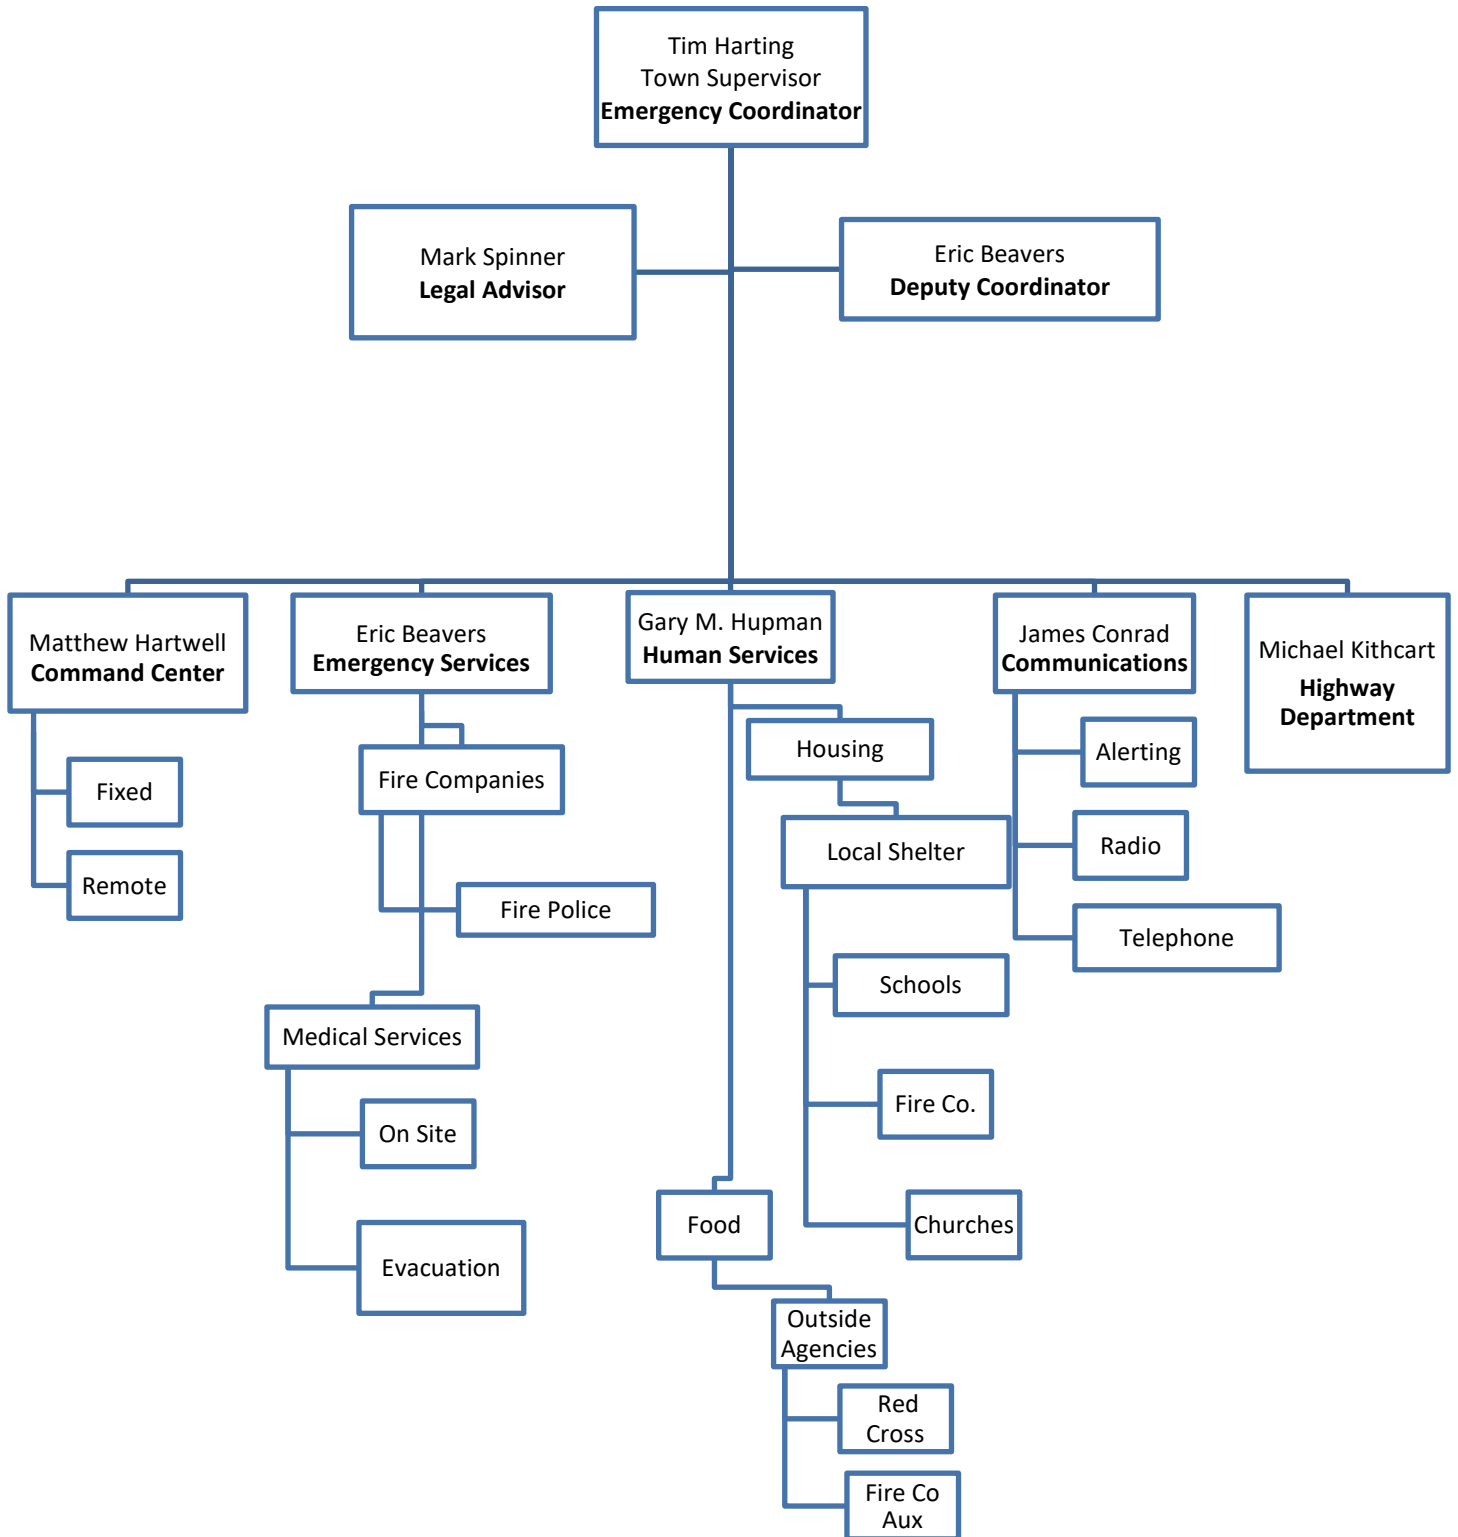 Tim Harting
Town Supervisor
Emergency Coordinator
Mark Spinner
Legal Advisor
Eric Beavers
Deputy Coordinator
Matthew Hartwell
Command Center
Fixed
Remote
Eric Beavers
Emergency Services
Fire Companies
Fire Police
Medical Services
On Site
Evacuation
Gary M. Hupman
Human Services
Housing
Local Shelter
Schools
Fire Co.
Churches
Food
Outside
Agencies
Red
Cross
Fire Co
Aux
James Conrad
Communications
Alerting
Radio
Telephone
Michael Kithcart
Highway
Department